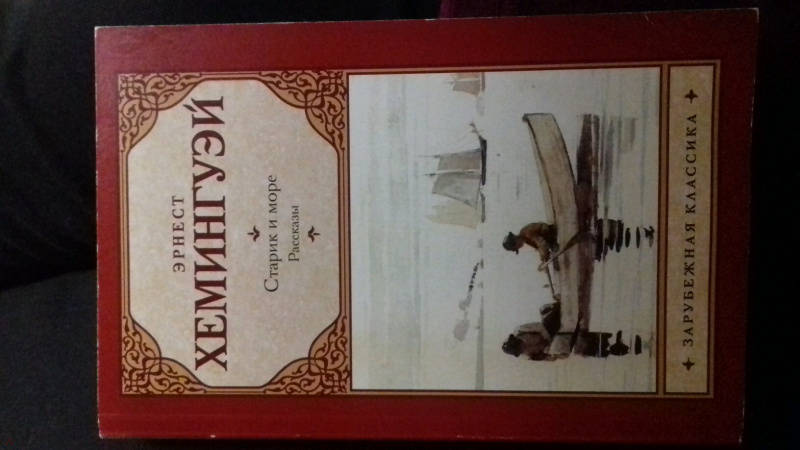 ЭРНЕСТ
ХЕМИНГУЭЙ
Старик и море
Рассказы
ЗАРУБЕЖНАЯ КЛАССИКА